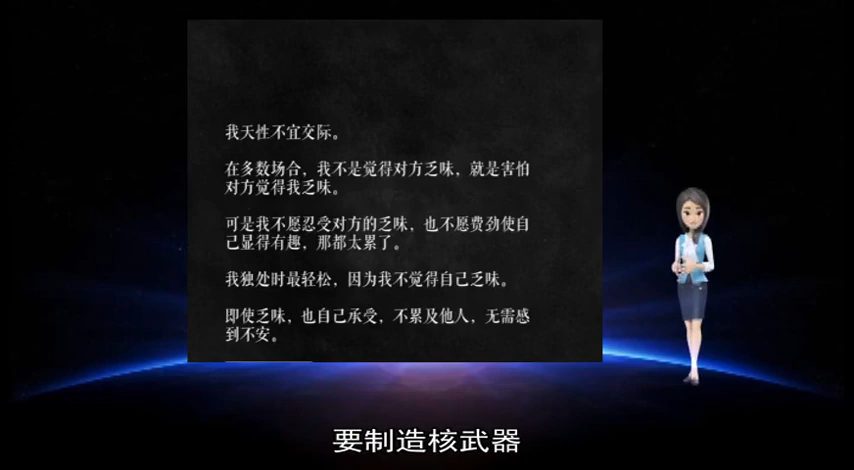 我天性不宜交际。
在多数场合，我不是觉得对方乏味，就是害怕
对方觉得我乏味。
可是我不愿忍受对方的乏味，也不愿费劲使自
己显得有趣，那都太累了。
我独处时最轻松，因为我不觉得自己乏味。
即使乏味，也自己承受，不累及他人，无需感
到不安。
要制造核武器